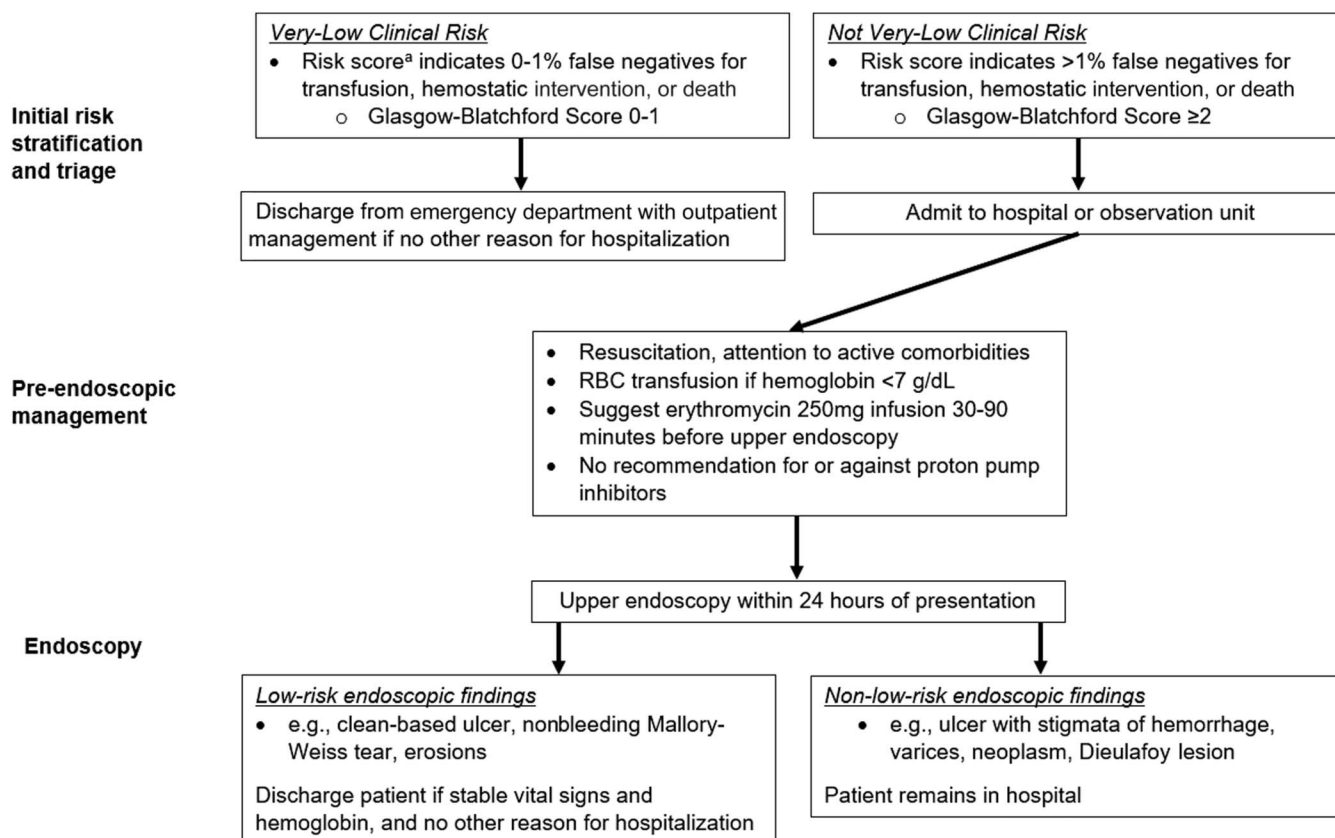 Initial risk
stratification
and triage
Very-Low Clinical Risk
• Risk scoreᵃ indicates 0-1% false negatives for
transfusion, hemostatic intervention, or death
o Glasgow-Blatchford Score 0-1
Not Very-Low Clinical Risk
• Risk score indicates >1% false negatives for
transfusion, hemostatic intervention, or death
o Glasgow-Blatchford Score ≥2
Discharge from emergency department with outpatient
management if no other reason for hospitalization
Admit to hospital or observation unit
Pre-endoscopic
management
• Resuscitation, attention to active comorbidities
• RBC transfusion if hemoglobin <7 g/dL
• Suggest erythromycin 250mg infusion 30-90
minutes before upper endoscopy
• No recommendation for or against proton pump
inhibitors
Upper endoscopy within 24 hours of presentation
Endoscopy
Low-risk endoscopic findings
• e.g., clean-based ulcer, nonbleeding Mallory-
Weiss tear, erosions
Discharge patient if stable vital signs and
hemoglobin, and no other reason for hospitalization
Non-low-risk endoscopic findings
• e.g., ulcer with stigmata of hemorrhage,
varices, neoplasm, Dieulafoy lesion
Patient remains in hospital